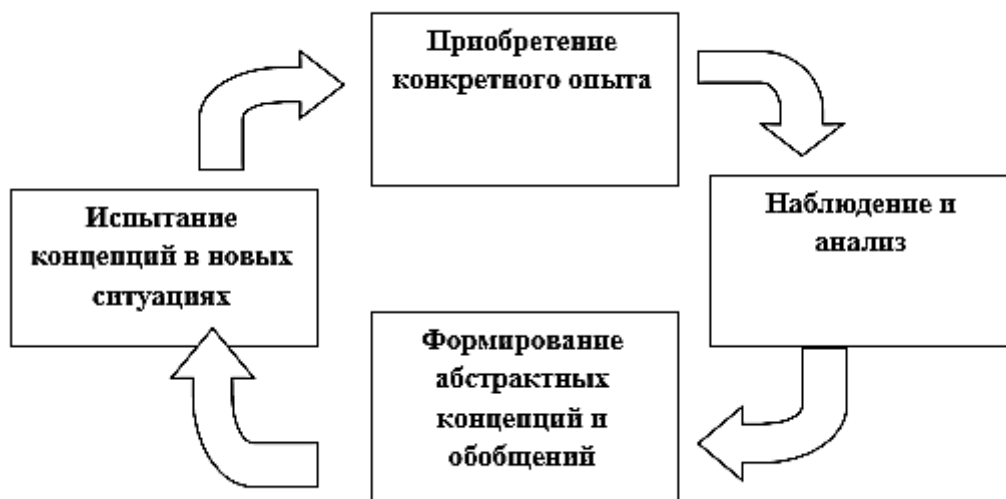 Приобретение
конкретного опыта
Наблюдение и
анализ
Формирование
абстрактных
концепций и
обобщений
Испытание
концепций в новых
ситуациях